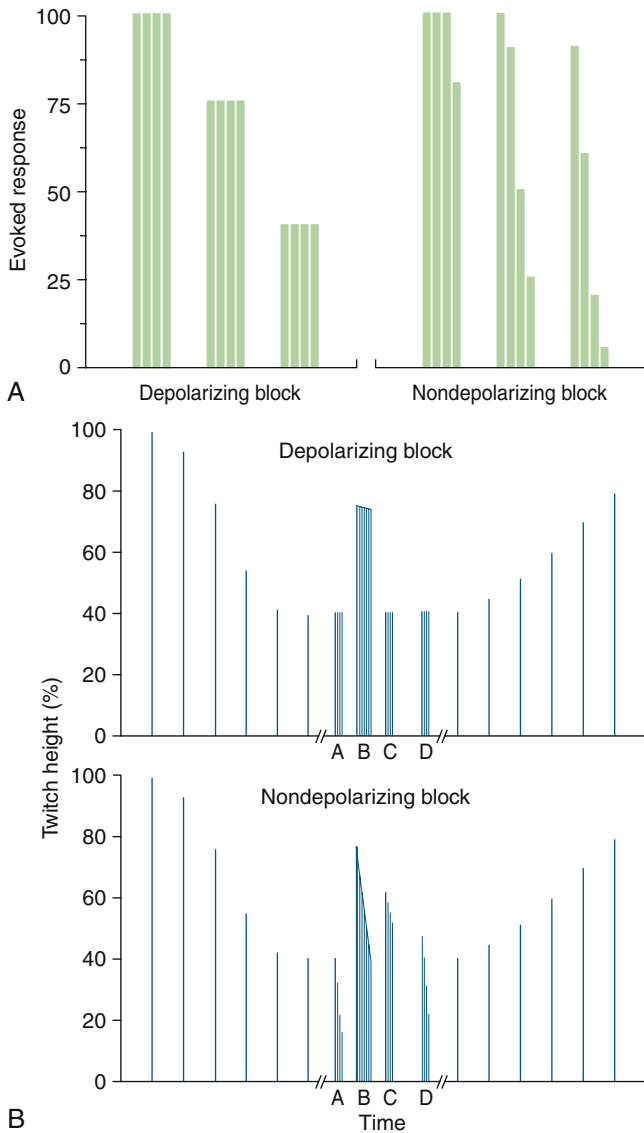 100
75
50
25
0
Evoked response
A
Depolarizing block
Nondepolarizing block
100
80
60
40
20
0
Depolarizing block
A B C D
Twitch height (%)
100
80
60
40
20
0
Nondepolarizing block
A B C D
B
Time